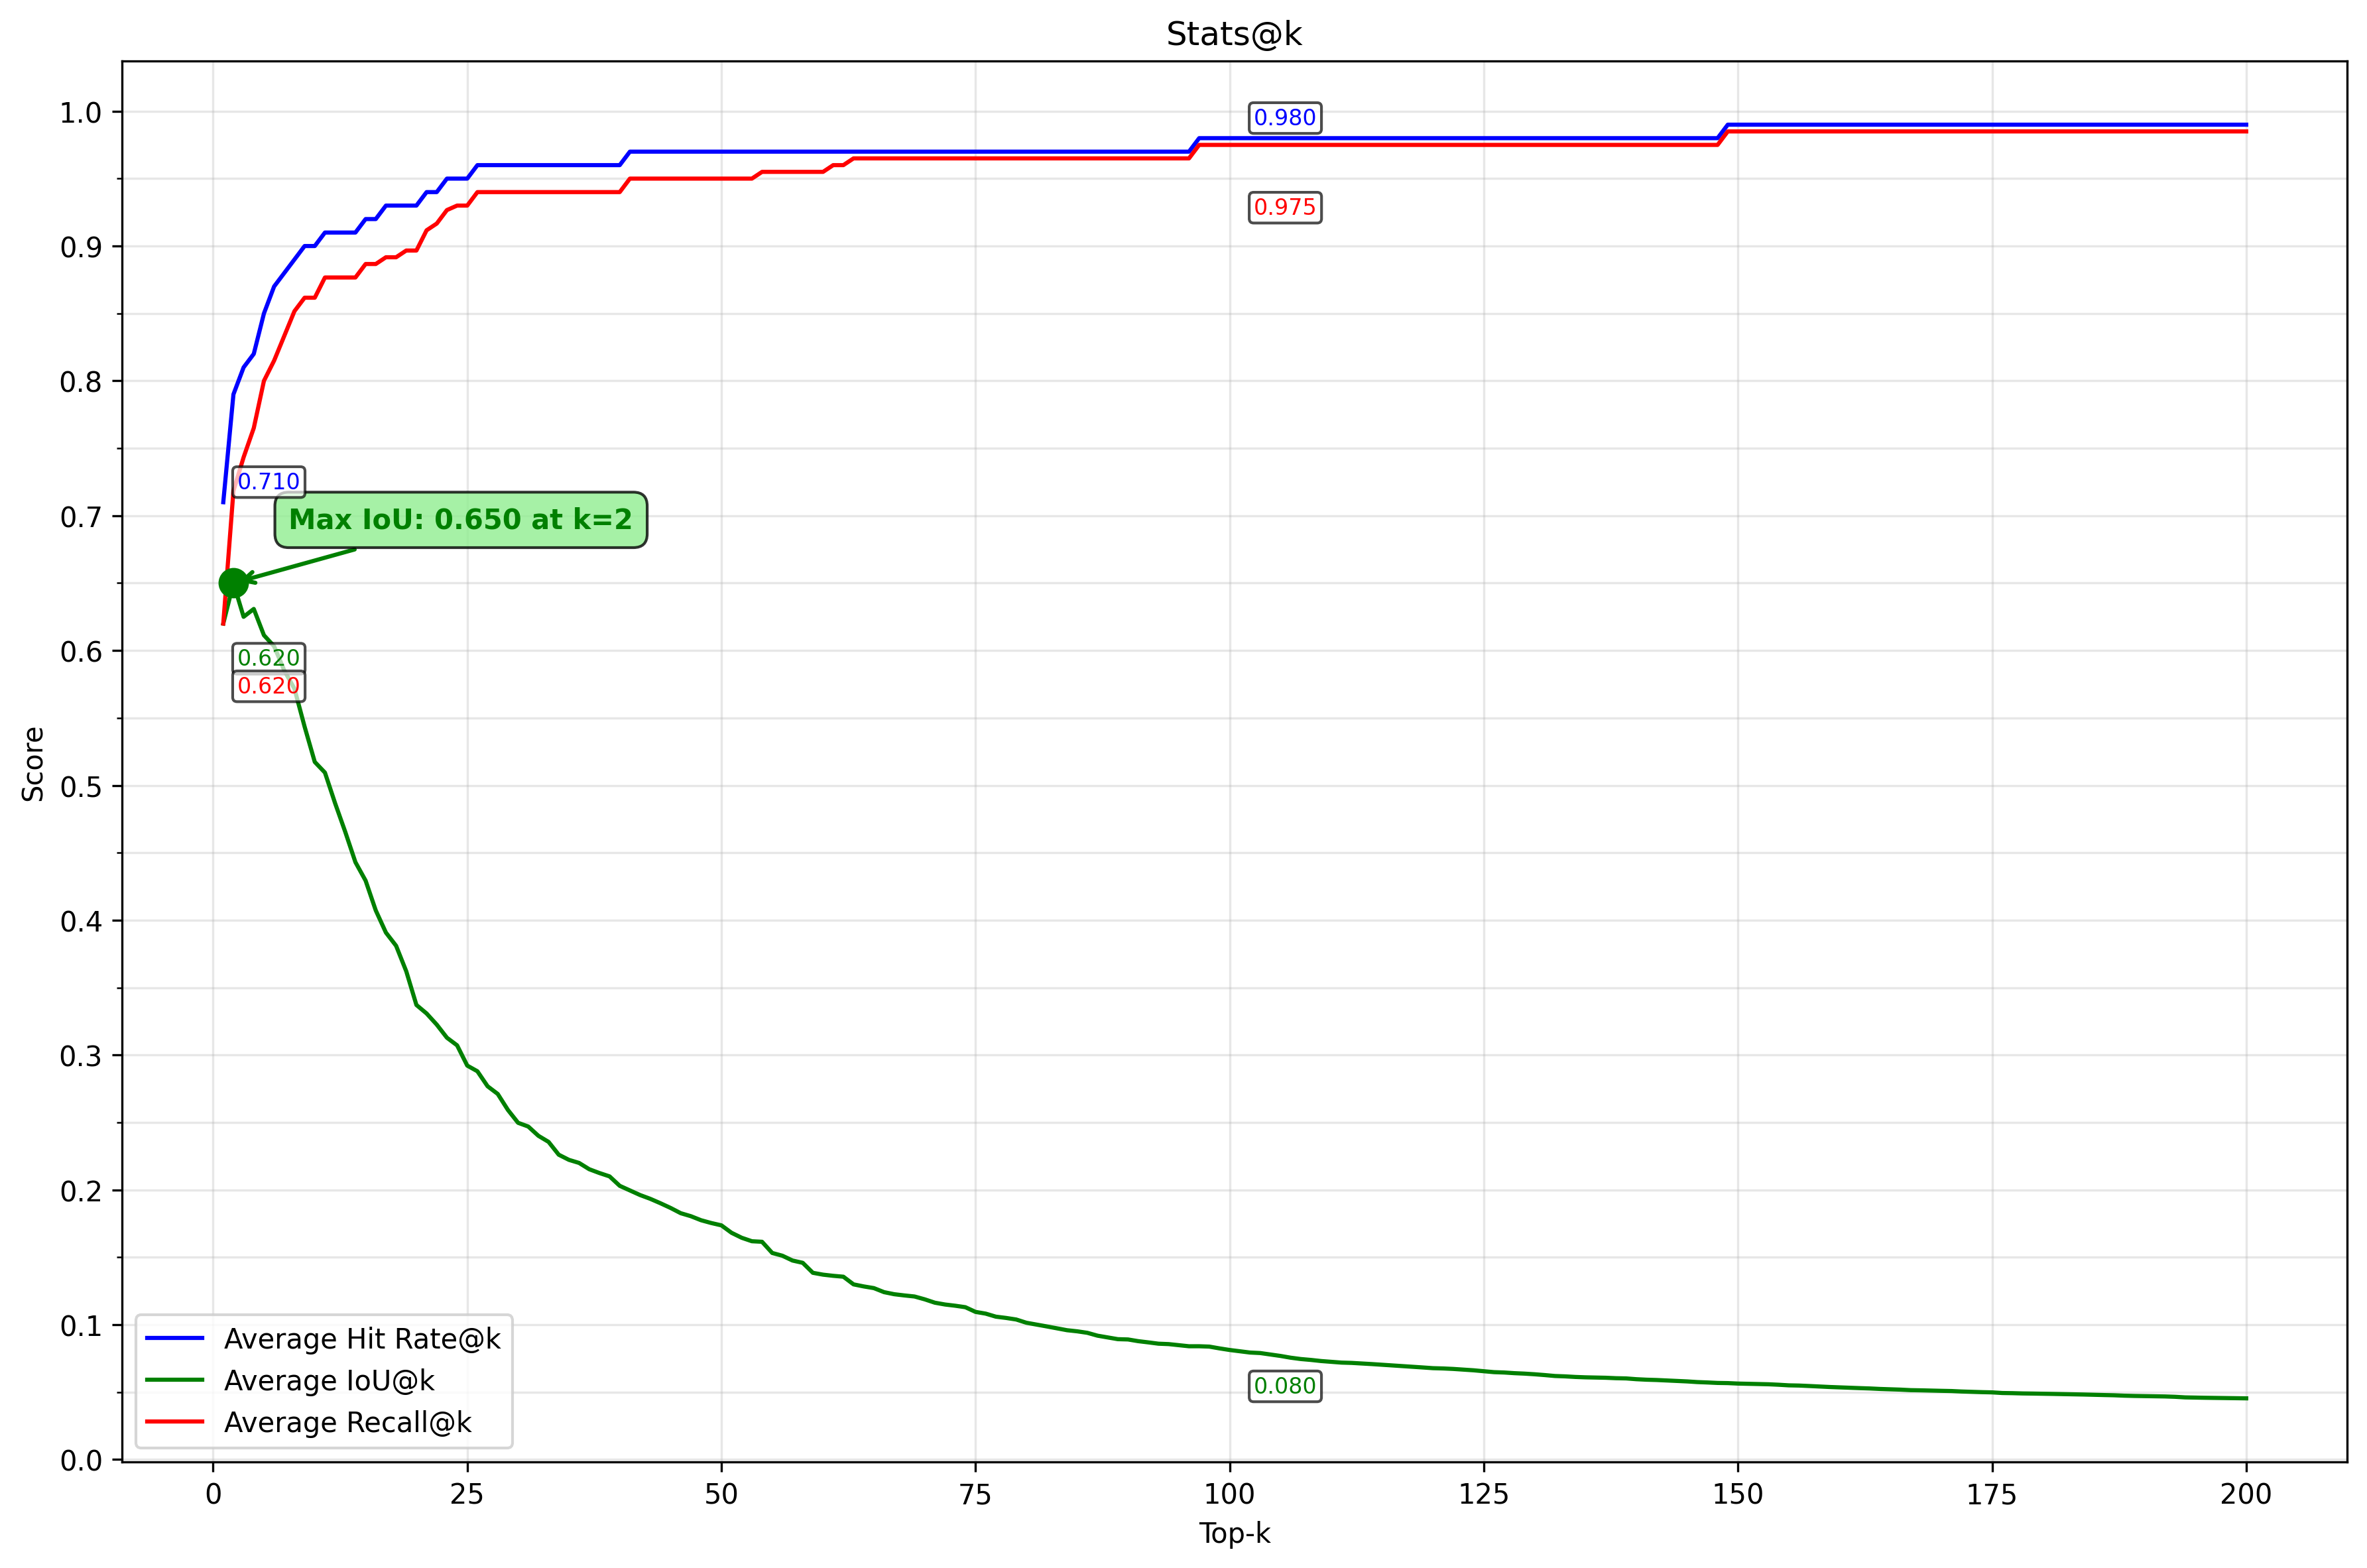 Stats@k
1.0
0.9
0.8
0.7
0.6
0.5
0.4
0.3
0.2
0.1
0.0
Score
0.980
0.975
0.710
Max IoU: 0.650 at k=2
0.620
0.620
0.080
Average Hit Rate@k
Average IoU@k
Average Recall@k
0 25 50 75 100 125 150 175 200
Top-k